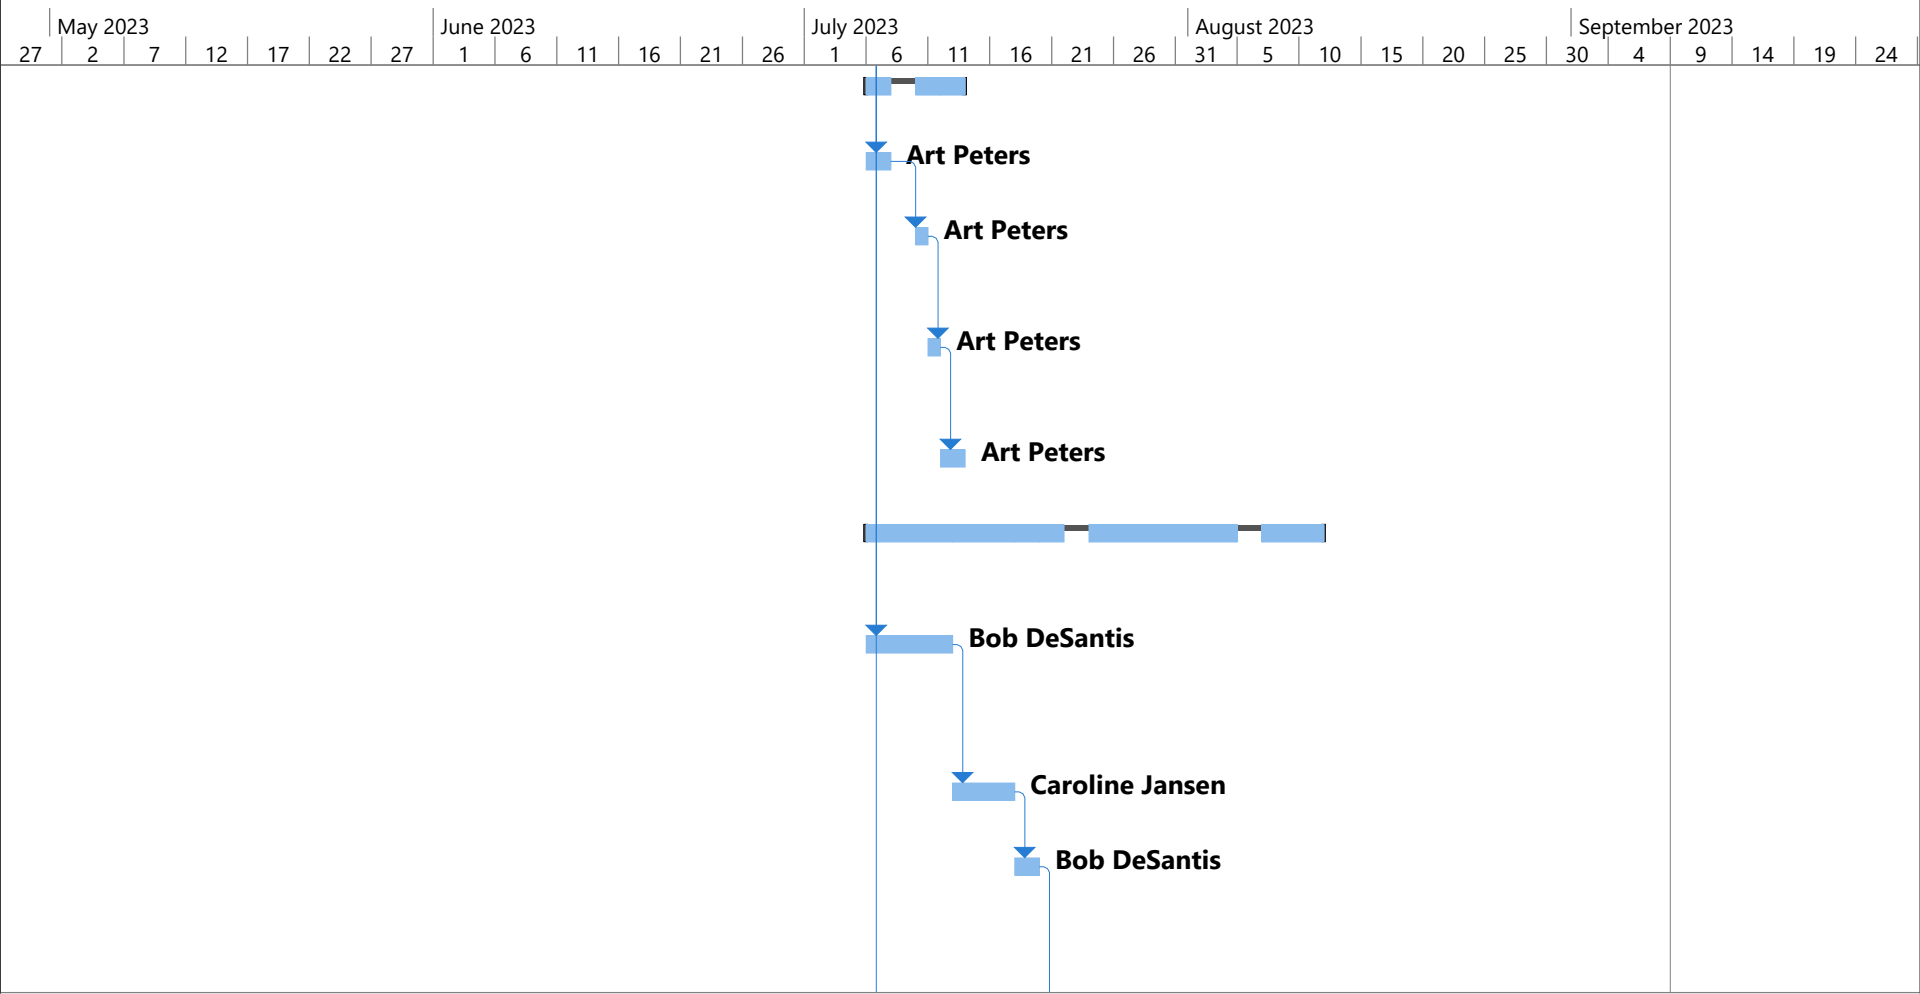 May 2023 June 2023 July 2023 August 2023 September 2023
27 2 7 12 17 22 27 1 6 11 16 21 26 1 6 11 16 21 26 31 5 10 15 20 25 30 4 9 14 19 24
Art Peters
Art Peters
Art Peters
Art Peters
Bob DeSantis
Caroline Jansen
Bob DeSantis